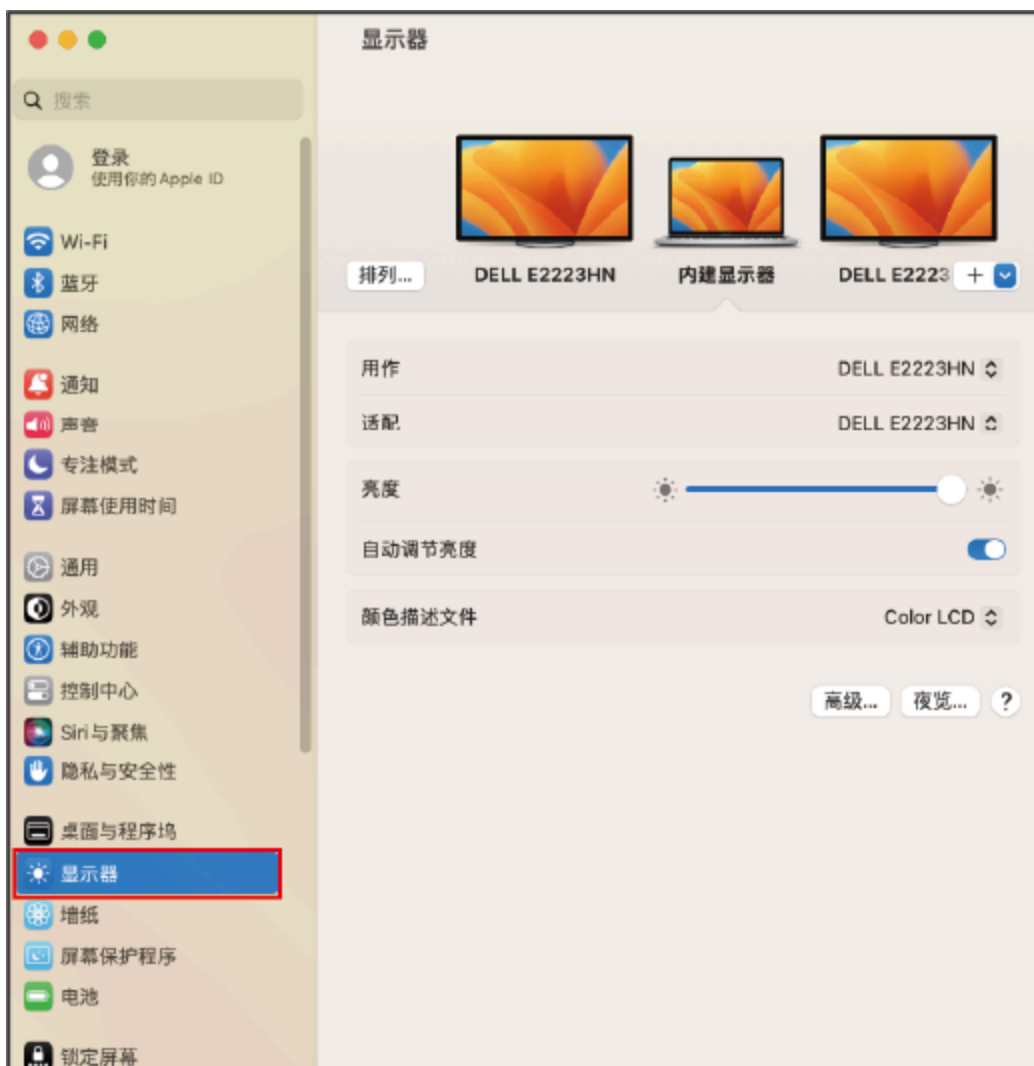 显示器
搜索
登录
使用你的 Apple ID
Wi-Fi
蓝牙
网络
通知
声音
专注模式
屏幕使用时间
通用
外观
辅助功能
控制中心
Siri与聚焦
隐私与安全性
桌面与程序坞
显示器
墙纸
屏幕保护程序
电池
锁定屏幕
排列... DELL E2223HN 内建显示器 DELL E2223 +
用作 DELL E2223HN
适配 DELL E2223HN
亮度
自动调节亮度
颜色描述文件 Color LCD
高级... 夜览... ?